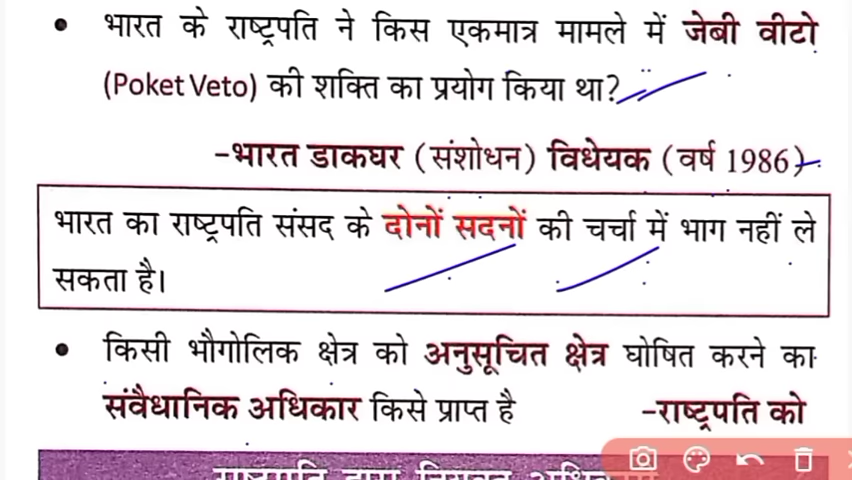 भारत के राष्ट्रपति ने किस एकमात्र मामले में जेबी वीटो
(Poket Veto) की शक्ति का प्रयोग किया था?
-भारत डाकघर (संशोधन) विधेयक (वर्ष 1986)
भारत का राष्ट्रपति संसद के दोनों सदनों की चर्चा में भाग नहीं ले
सकता है।
किसी भौगोलिक क्षेत्र को अनुसूचित क्षेत्र घोषित करने का
संवैधानिक अधिकार किसे प्राप्त है -राष्ट्रपति को